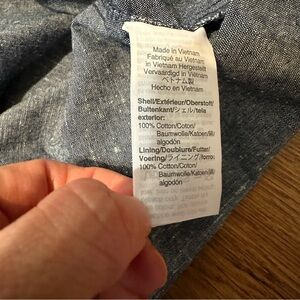 Made in Vietnam
Fabriqué au Vietnam
in Vietnam Hergestellt
Vervaardigd in Vietnam
ベトナム製
Hecho en Vietnam
Shell/Extérieur/Oberstoff/
Buitenkant/シェル/tela
exterior:
100% Cotton/Coton/
Baumwolle/Katoen/綿/
algodón
Lining/Doublure/Futter/
Voering/ライニング/forro:
100% Cotton/Coton/
Baumwolle/Katoen/綿/
algodón